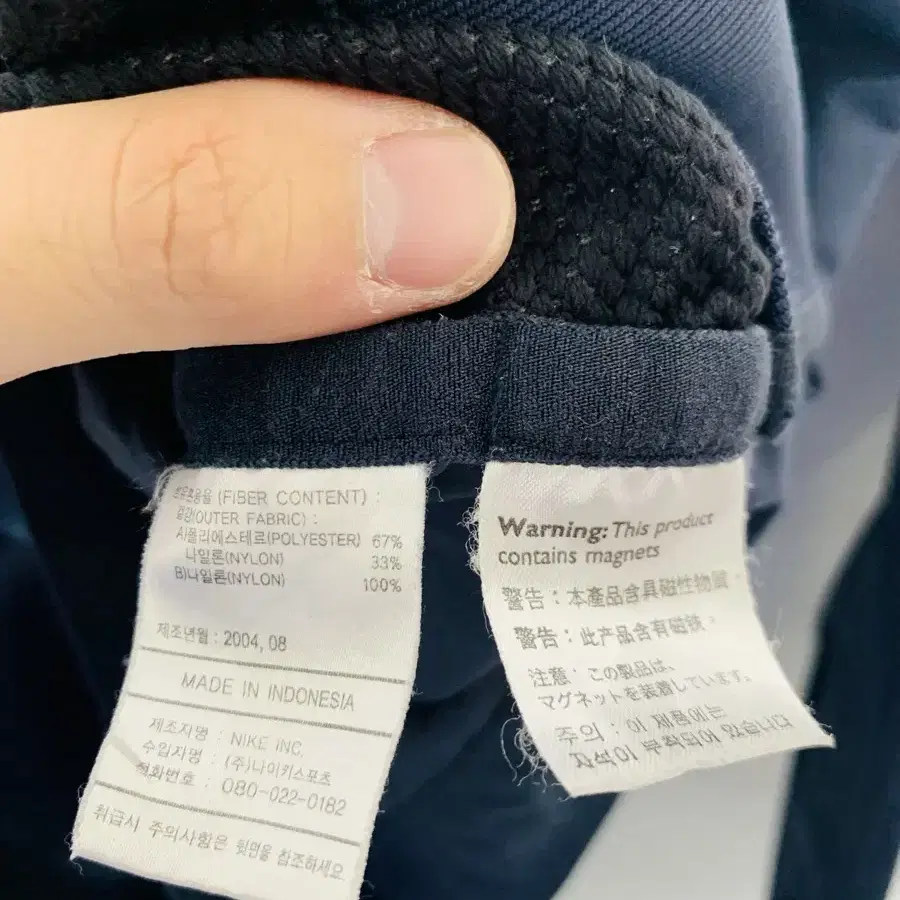 섬유혼용율 (FIBER CONTENT) :
겉감(OUTER FABRIC) :
A)폴리에스테르(POLYESTER) 67%
나일론(NYLON) 33%
B)나일론(NYLON) 100%
제조년월 : 2004, 08
MADE IN INDONESIA
제조자명 : NIKE INC.
수입자명 : (주)나이키스포츠
전화번호 : 080-022-0182
취급시 주의사항은 뒷면을 참조하세요.
Warning: This product
contains magnets
警告 : 本產品含具磁性物質。
警告 : 此产品含有磁铁。
注意 : この製品は、
マグネットを装着しています。
주의 : 이 제품에는
자석이 부착되어 있습니다